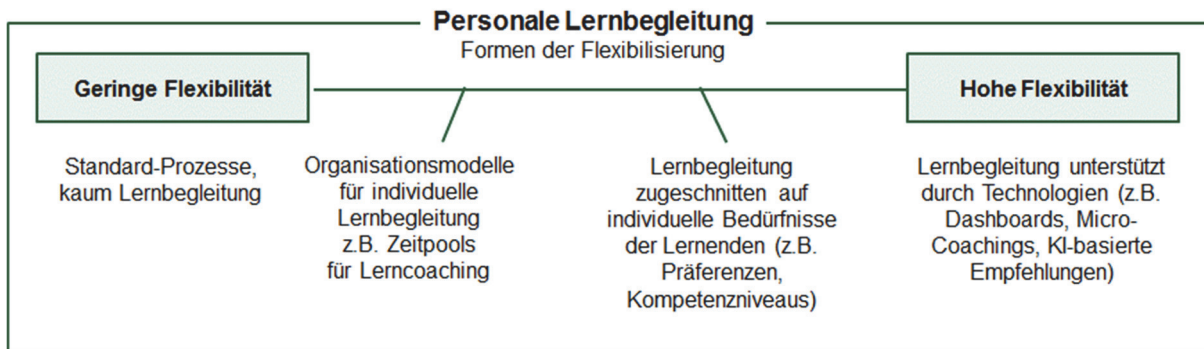 Personale Lernbegleitung
Formen der Flexibilisierung
Geringe Flexibilität
Hohe Flexibilität
Standard-Prozesse,
kaum Lernbegleitung
Organisationsmodelle
für individuelle
Lernbegleitung
z.B. Zeitpools
für Lerncoaching
Lernbegleitung
zugeschnitten auf
individuelle Bedürfnisse
der Lernenden (z.B.
Präferenzen,
Kompetenzniveaus)
Lernbegleitung unterstützt
durch Technologien (z.B.
Dashboards, Micro-
Coachings, KI-basierte
Empfehlungen)